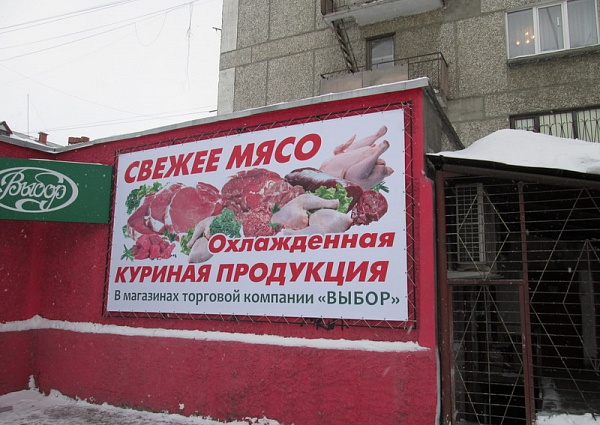 Выбор
СВЕЖЕЕ МЯСО
Охлажденная
КУРИНАЯ ПРОДУКЦИЯ
В магазинах торговой компании «ВЫБОР»